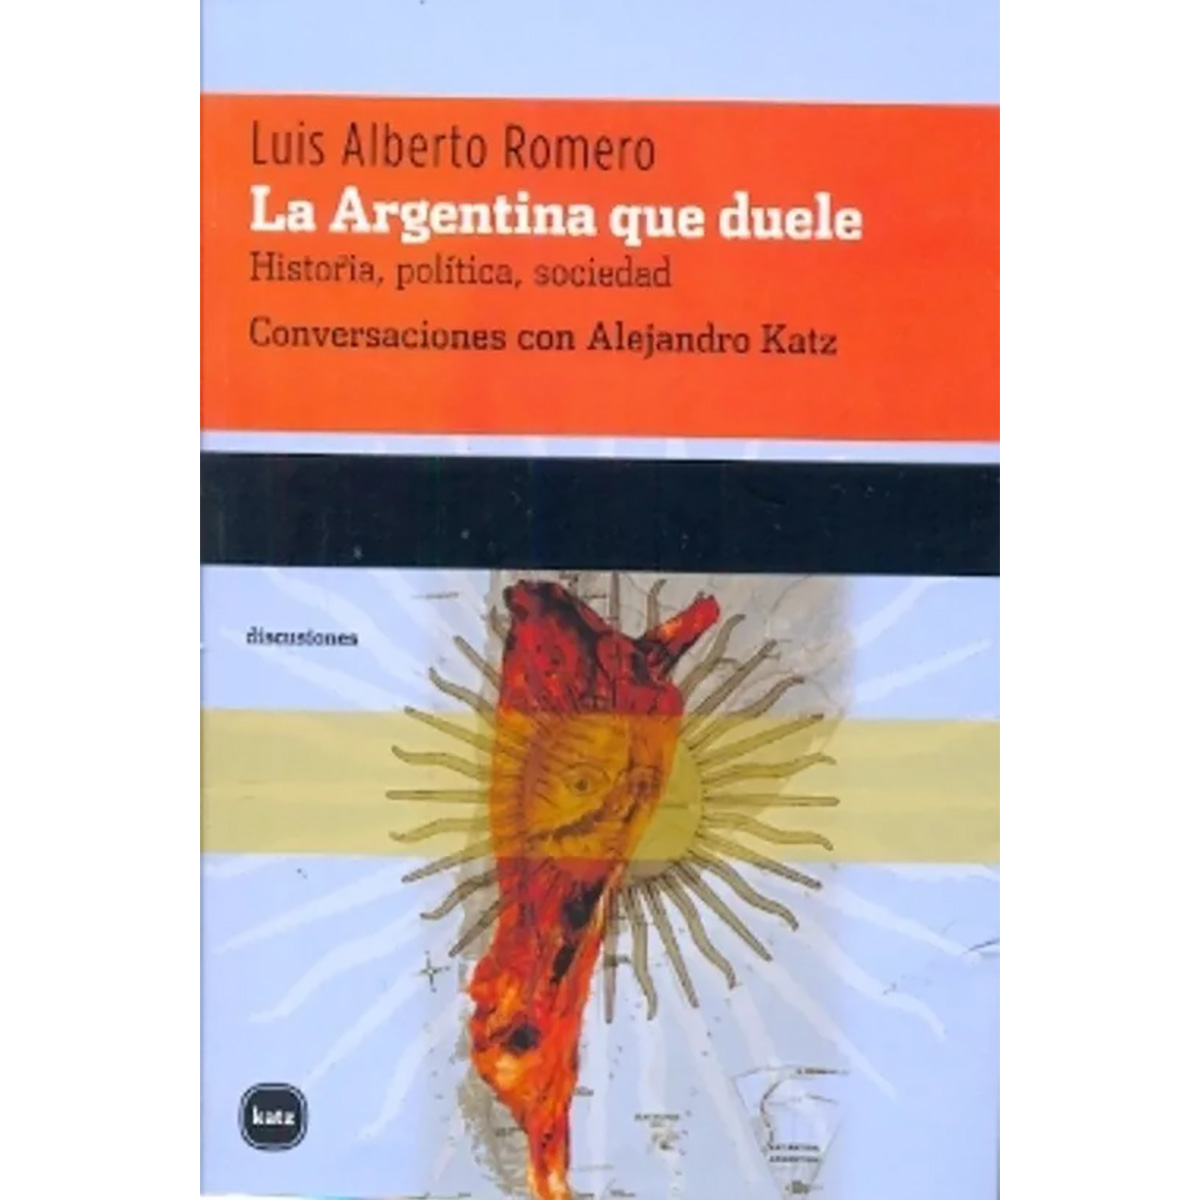 Luis Alberto Romero
La Argentina que duele
Historia, política, sociedad
Conversaciones con Alejandro Katz
discusiones
katz